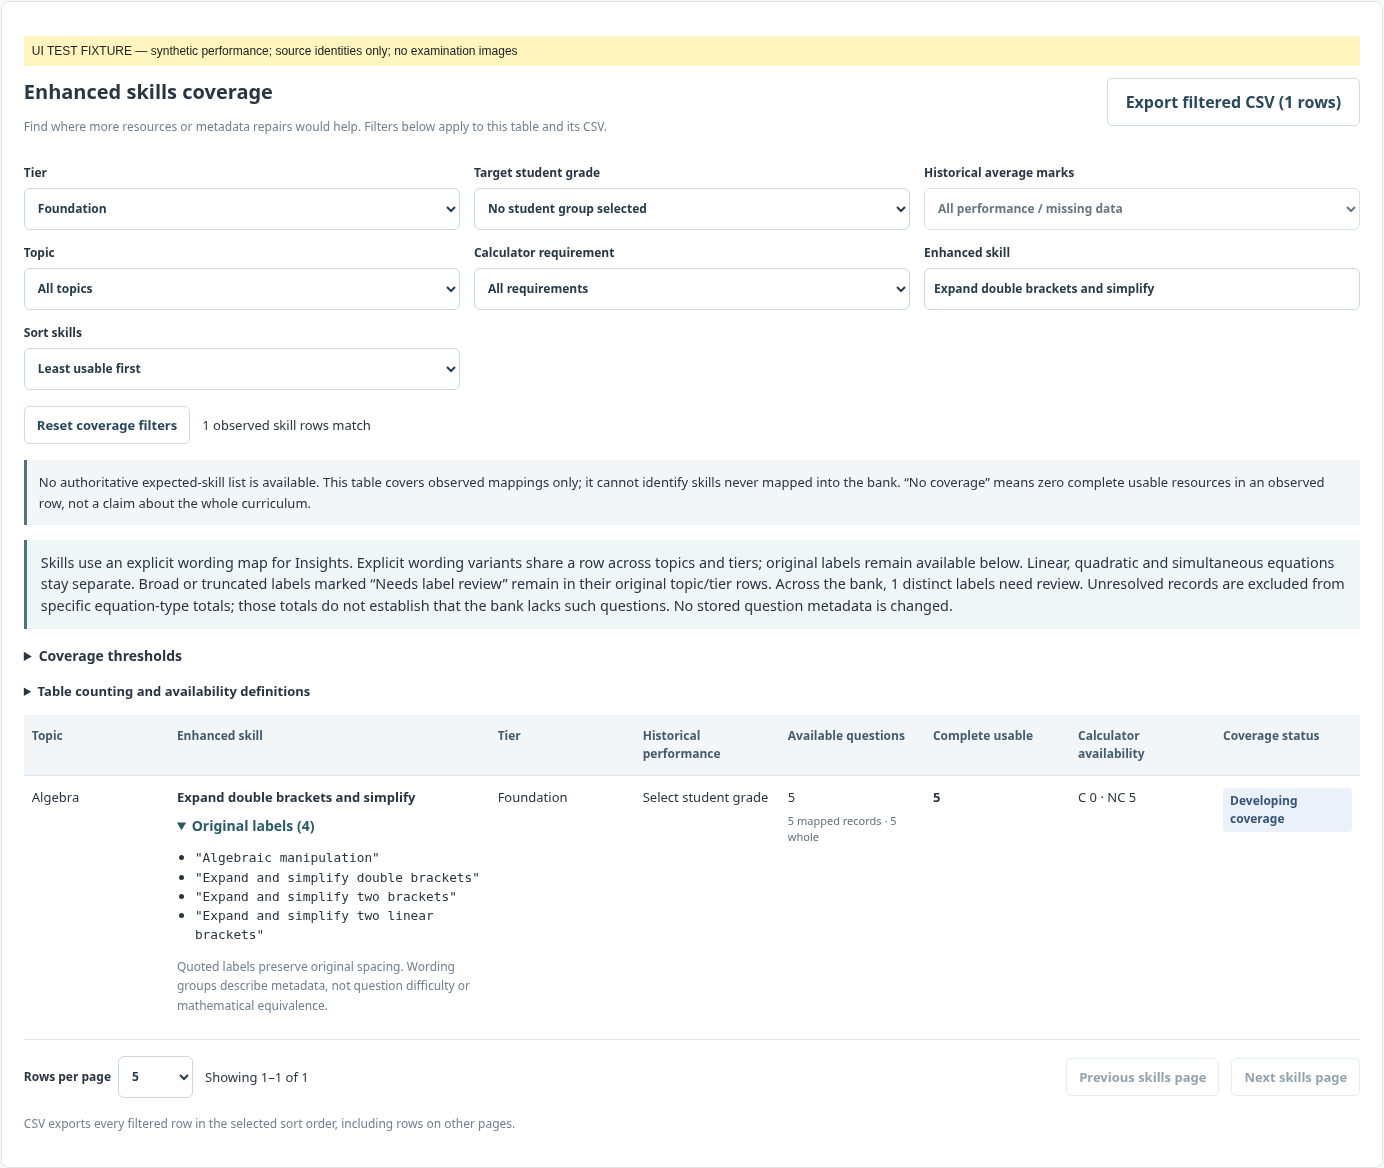 UI TEST FIXTURE — synthetic performance; source identities only; no examination images
Enhanced skills coverage
Export filtered CSV (1 rows)
Find where more resources or metadata repairs would help. Filters below apply to this table and its CSV.
Tier
Target student grade
Historical average marks
Foundation
No student group selected
All performance / missing data
Topic
Calculator requirement
Enhanced skill
All topics
All requirements
Expand double brackets and simplify
Sort skills
Least usable first
Reset coverage filters
1 observed skill rows match
No authoritative expected-skill list is available. This table covers observed mappings only; it cannot identify skills never mapped into the bank. “No coverage” means zero complete usable resources in an observed
row, not a claim about the whole curriculum.
Skills use an explicit wording map for Insights. Explicit wording variants share a row across topics and tiers; original labels remain available below. Linear, quadratic and simultaneous equations
stay separate. Broad or truncated labels marked “Needs label review” remain in their original topic/tier rows. Across the bank, 1 distinct labels need review. Unresolved records are excluded from
specific equation-type totals; those totals do not establish that the bank lacks such questions. No stored question metadata is changed.
▶ Coverage thresholds
▶ Table counting and availability definitions
Topic
Enhanced skill
Tier
Historical
performance
Available questions
Complete usable
Calculator
availability
Coverage status
Algebra
Expand double brackets and simplify
Foundation
Select student grade
5
5
C 0 · NC 5
Developing
coverage
5 mapped records · 5
whole
▼ Original labels (4)
• "Algebraic manipulation"
• "Expand and simplify double brackets"
• "Expand and simplify two brackets"
• "Expand and simplify two linear
brackets"
Quoted labels preserve original spacing. Wording
groups describe metadata, not question difficulty or
mathematical equivalence.
Rows per page
5
Showing 1–1 of 1
Previous skills page
Next skills page
CSV exports every filtered row in the selected sort order, including rows on other pages.